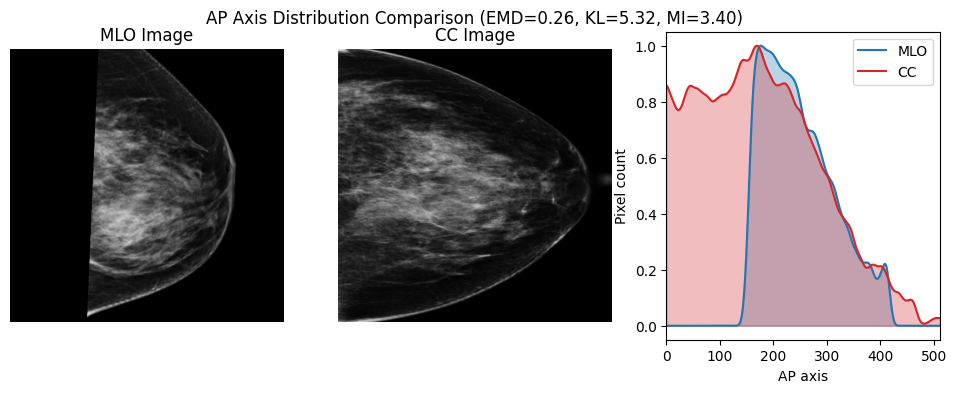 AP Axis Distribution Comparison (EMD=0.26, KL=5.32, MI=3.40)
MLO Image
CC Image
MLO
CC
Pixel count
1.0
0.8
0.6
0.4
0.2
0.0
0 100 200 300 400 500
AP axis